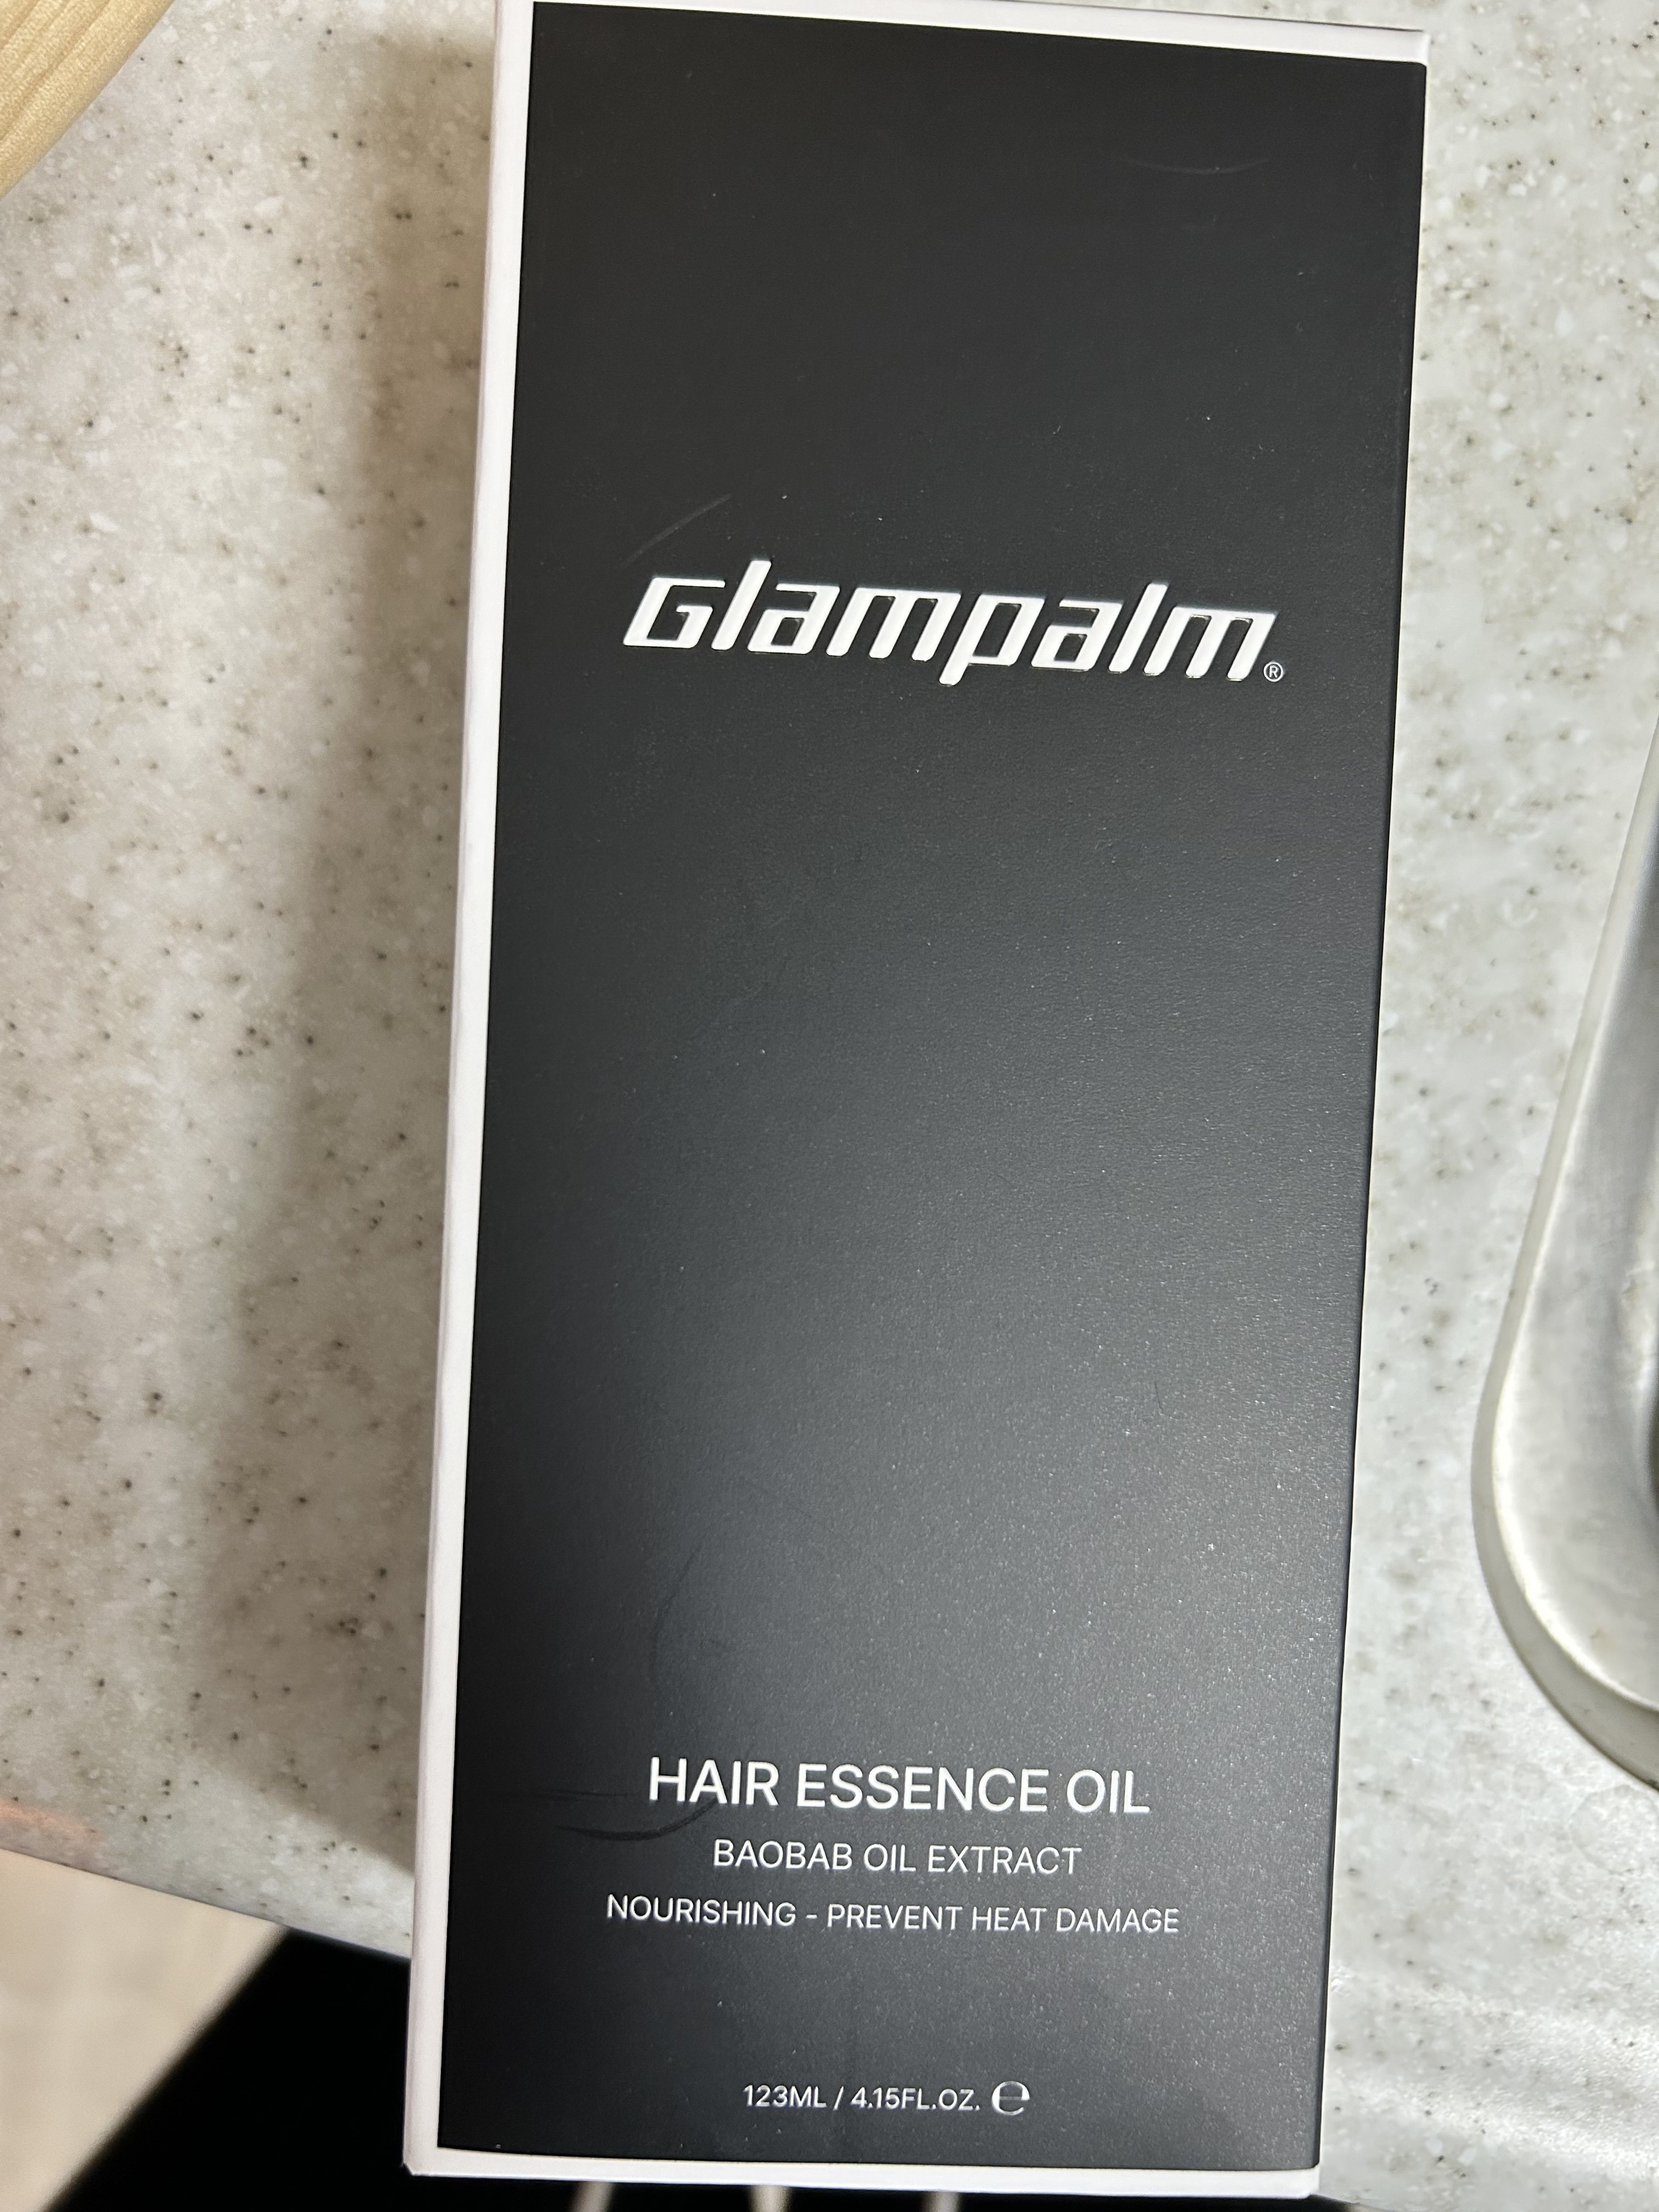 Glampalm®
HAIR ESSENCE OIL
BAOBAB OIL EXTRACT
NOURISHING - PREVENT HEAT DAMAGE
123ML / 4.15FL.OZ. ℮